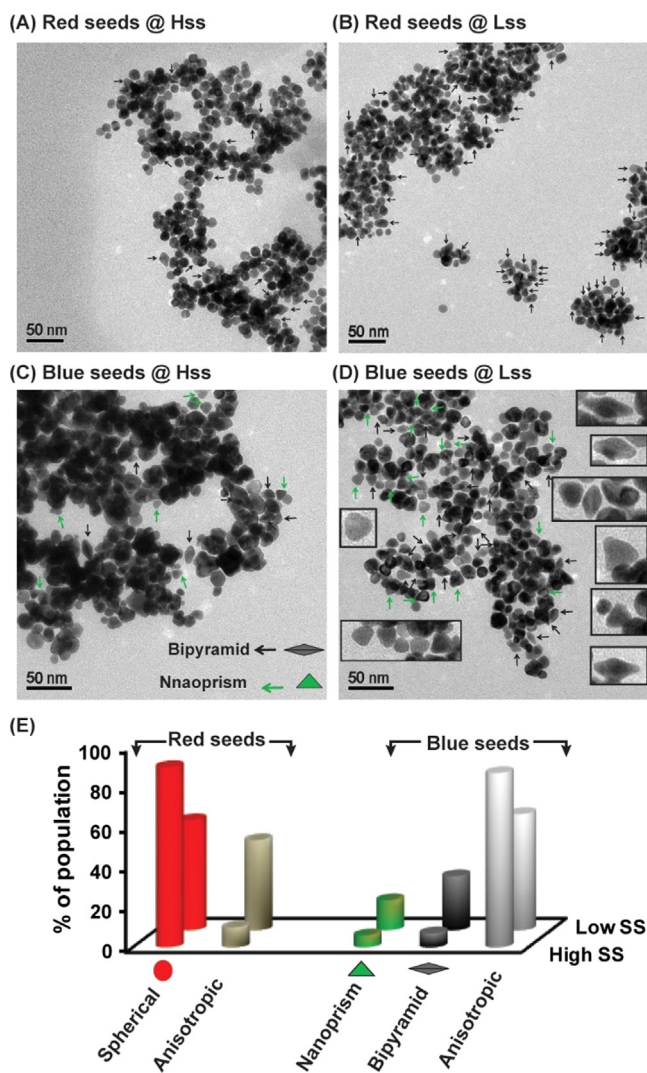 (A) Red seeds @ Hss
(B) Red seeds @ Lss
50 nm
50 nm
(C) Blue seeds @ Hss
(D) Blue seeds @ Lss
Bipyramid
Nnaoprism
50 nm
50 nm
(E)
Red seeds
Blue seeds
% of population
100
80
60
40
20
0
Low SS
High SS
Spherical
Anisotropic
Nanoprism
Bipyramid
Anisotropic